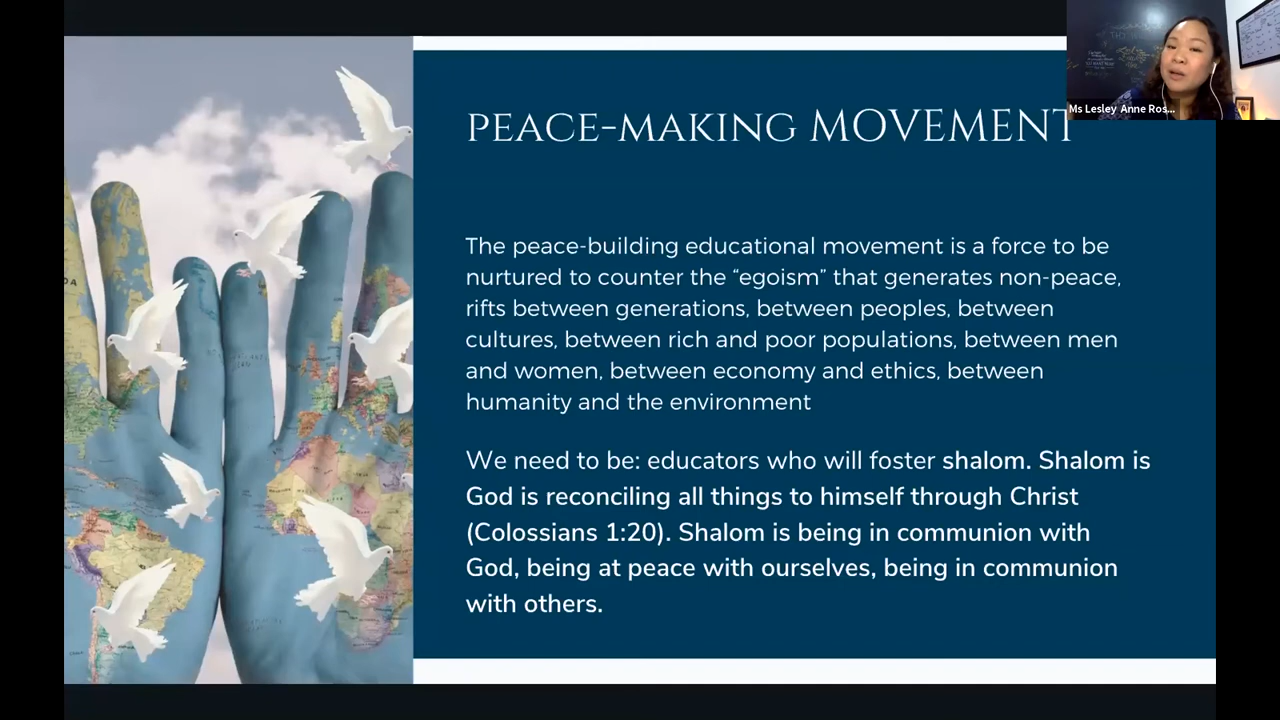 PEACE-MAKING MOVEMENT
Ms Lesley Anne Ros...
The peace-building educational movement is a force to be
nurtured to counter the “egoism” that generates non-peace,
rifts between generations, between peoples, between
cultures, between rich and poor populations, between men
and women, between economy and ethics, between
humanity and the environment
We need to be: educators who will foster shalom. Shalom is
God is reconciling all things to himself through Christ
(Colossians 1:20). Shalom is being in communion with
God, being at peace with ourselves, being in communion
with others.